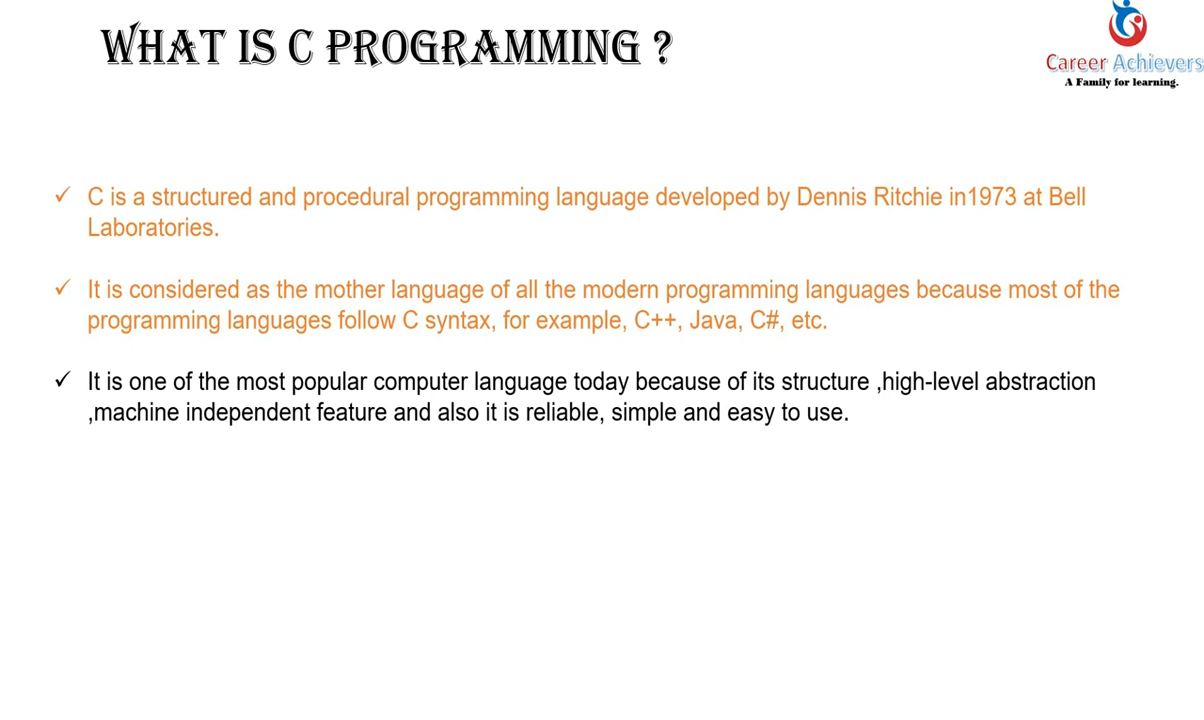 WHAT IS C PROGRAMMING ?
Career Achievers
A Family for learning.
✓ C is a structured and procedural programming language developed by Dennis Ritchie in1973 at Bell
Laboratories.
✓ It is considered as the mother language of all the modern programming languages because most of the
programming languages follow C syntax, for example, C++, Java, C#, etc.
✓ It is one of the most popular computer language today because of its structure ,high-level abstraction
,machine independent feature and also it is reliable, simple and easy to use.